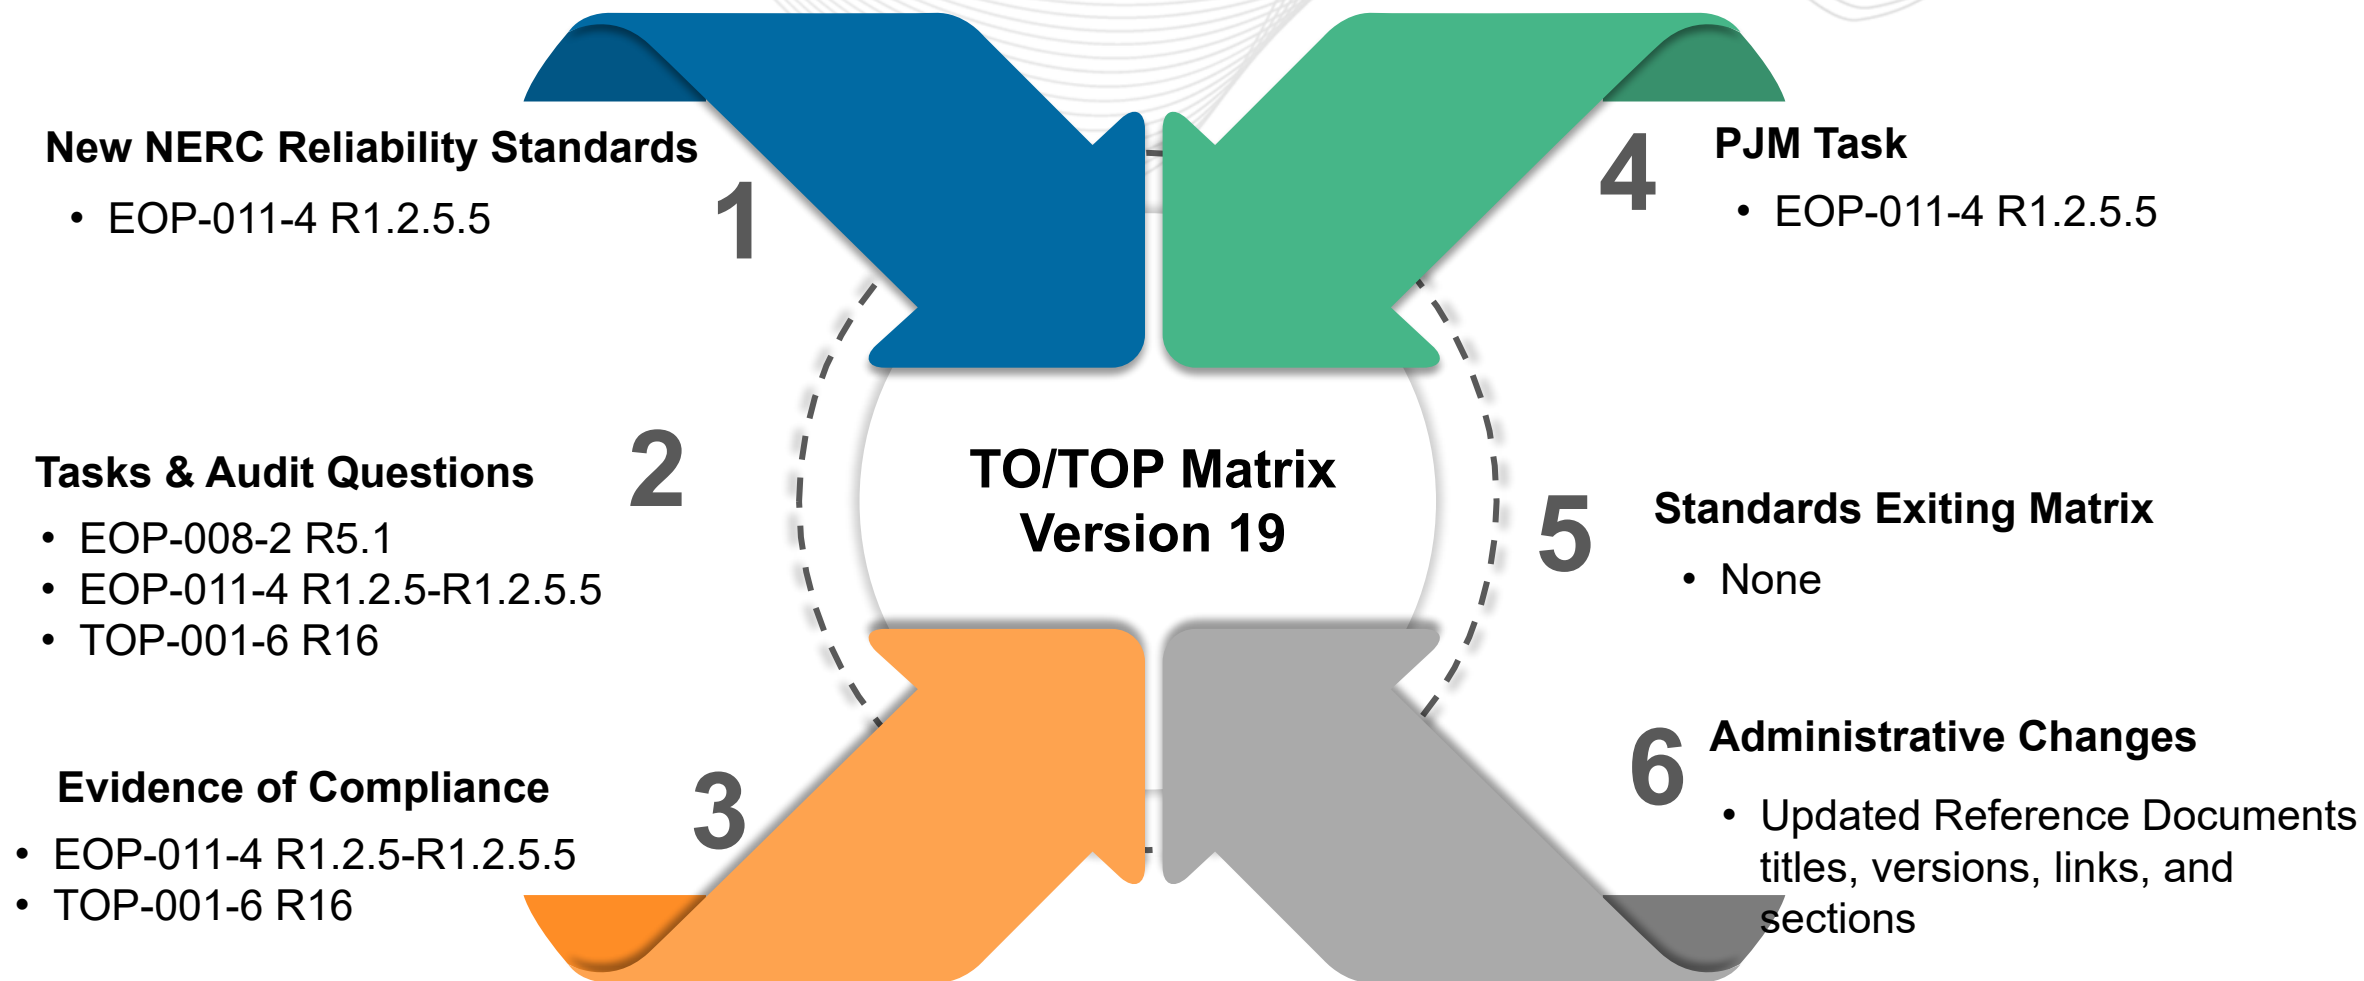 New NERC Reliability Standards
• EOP-011-4 R1.2.5.5
1
Tasks & Audit Questions
2
• EOP-008-2 R5.1
• EOP-011-4 R1.2.5-R1.2.5.5
• TOP-001-6 R16
Evidence of Compliance
3
• EOP-011-4 R1.2.5-R1.2.5.5
• TOP-001-6 R16
TO/TOP Matrix
Version 19
4
PJM Task
• EOP-011-4 R1.2.5.5
5
Standards Exiting Matrix
• None
6
Administrative Changes
• Updated Reference Documents
titles, versions, links, and
sections